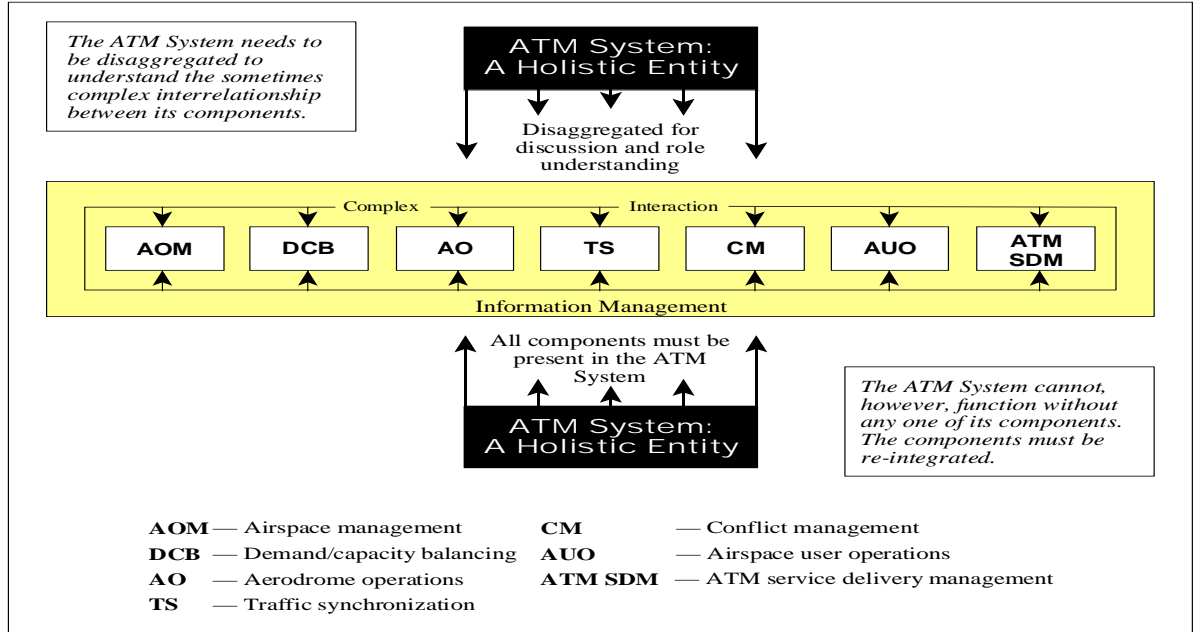 The ATM System needs to
be disaggregated to
understand the sometimes
complex interrelationship
between its components.
ATM System:
A Holistic Entity
Disaggregated for
discussion and role
understanding
Complex
Interaction
AOM
DCB
AO
TS
CM
AUO
ATM
SDM
Information Management
All components must be
present in the ATM
System
ATM System:
A Holistic Entity
The ATM System cannot,
however, function without
any one of its components.
The components must be
re-integrated.
AOM — Airspace management
DCB — Demand/capacity balancing
AO — Aerodrome operations
TS — Traffic synchronization
CM — Conflict management
AUO — Airspace user operations
ATM SDM — ATM service delivery management